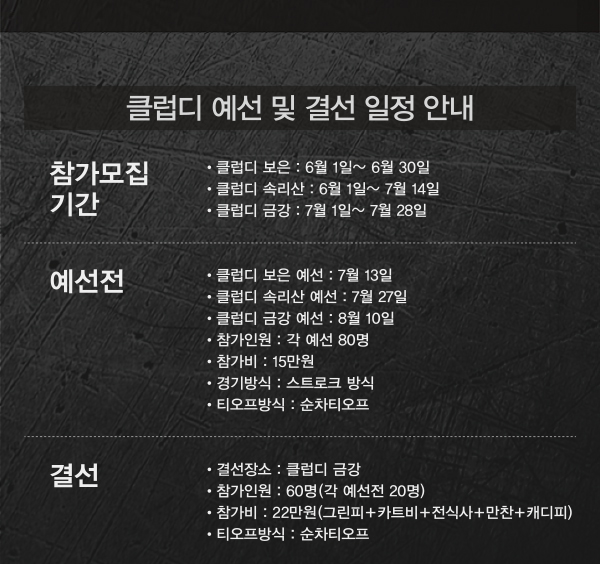 클럽디 예선 및 결선 일정 안내
참가모집
기간
• 클럽디 보은 : 6월 1일~ 6월 30일
• 클럽디 속리산 : 6월 1일~ 7월 14일
• 클럽디 금강 : 7월 1일~ 7월 28일
예선전
• 클럽디 보은 예선 : 7월 13일
• 클럽디 속리산 예선 : 7월 27일
• 클럽디 금강 예선 : 8월 10일
• 참가인원 : 각 예선 80명
• 참가비 : 15만원
• 경기방식 : 스트로크 방식
• 티오프방식 : 순차티오프
결선
• 결선장소 : 클럽디 금강
• 참가인원 : 60명(각 예선전 20명)
• 참가비 : 22만원(그린피+카트비+전식사+만찬+캐디피)
• 티오프방식 : 순차티오프